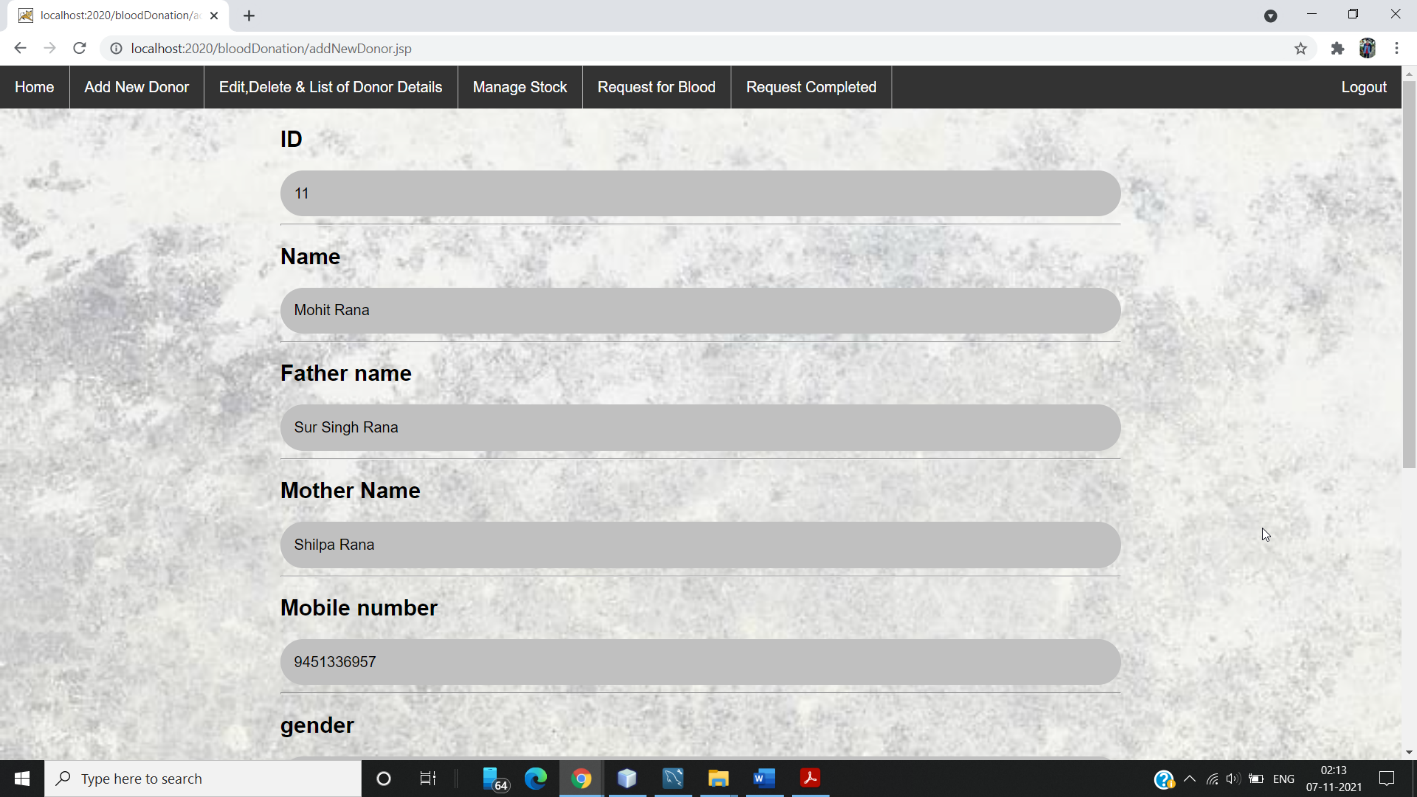 localhost:2020/bloodDonation/a
localhost:2020/bloodDonation/addNewDonor.jsp
Home Add New Donor Edit,Delete & List of Donor Details Manage Stock Request for Blood Request Completed Logout
ID
11
Name
Mohit Rana
Father name
Sur Singh Rana
Mother Name
Shilpa Rana
Mobile number
9451336957
gender
Type here to search
64
W
ENG
02:13
07-11-2021